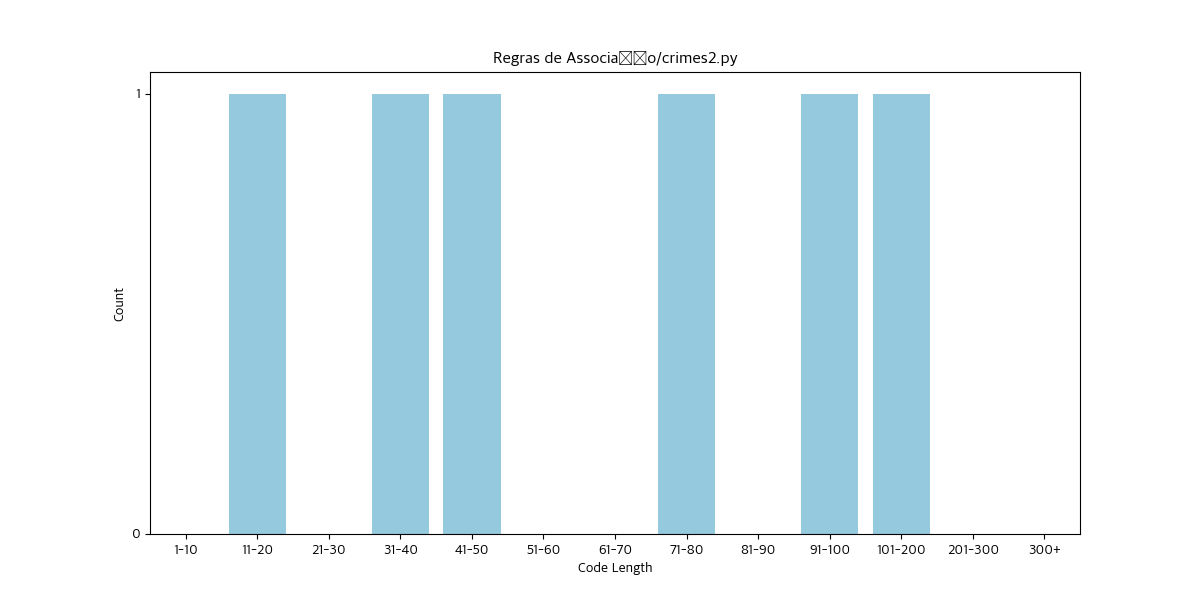 Regras de Associa☒☒o/crimes2.py
Count
1
0
1-10 11-20 21-30 31-40 41-50 51-60 61-70 71-80 81-90 91-100 101-200 201-300 300+
Code Length